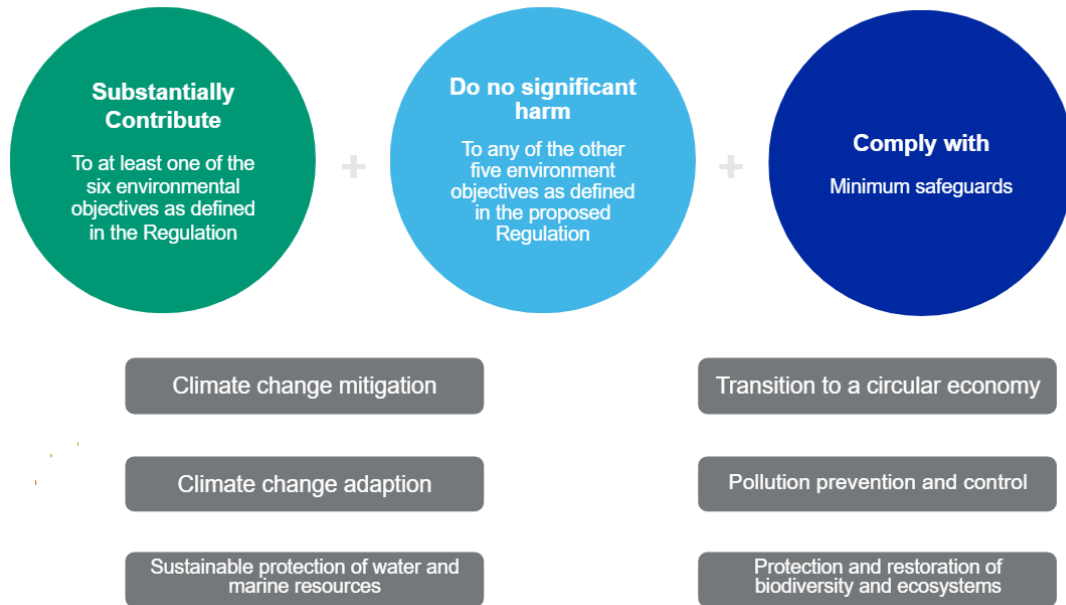 Substantially
Contribute
To at least one of the
six environmental
objectives as defined
in the Regulation
+
Do no significant
harm
To any of the other
five environment
objectives as defined
in the proposed
Regulation
+
Comply with
Minimum safeguards
Climate change mitigation
Transition to a circular economy
Climate change adaption
Pollution prevention and control
Sustainable protection of water and
marine resources
Protection and restoration of
biodiversity and ecosystems